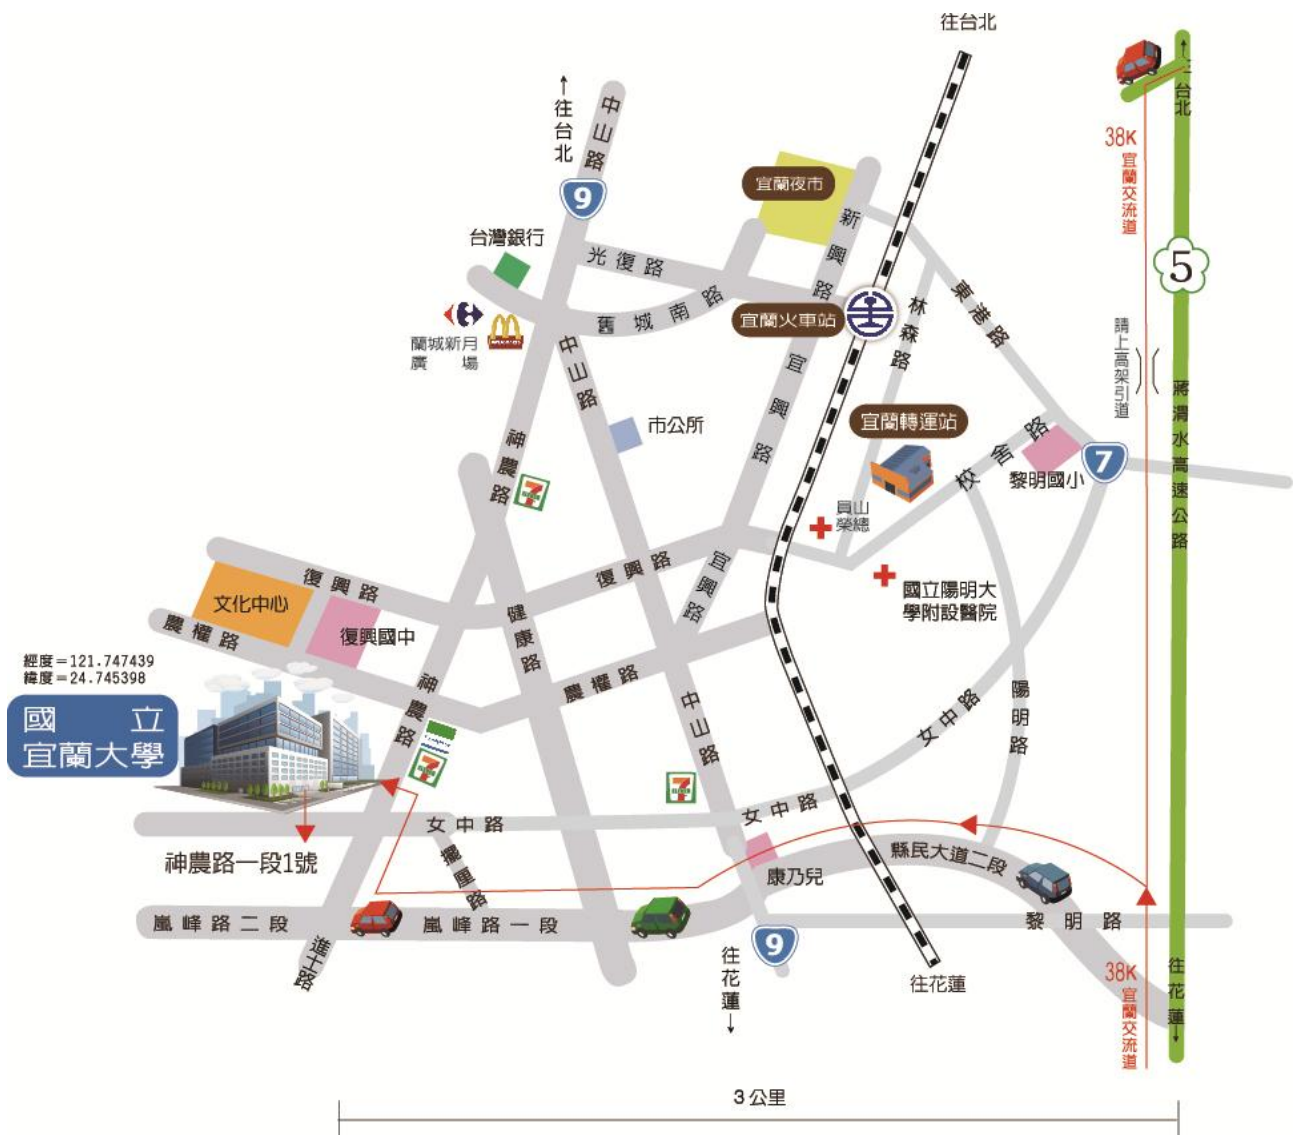 往台北
↑往台北
中山路
9
台灣銀行
光復路
宜蘭夜市
新興路
38K
宜蘭交流道
↑往台北
5
蘭城新月
廣場
舊城南路
宜蘭火車站
林森路
東港路
請上高架引道
蔣渭水高速公路
中山路
市公所
神農路
7
ELEVEN
宜興路
宜蘭轉運站
校舍路
黎明國小
7
員山
榮總
國立陽明大
學附設醫院
復興路
復興路
宜興路
文化中心
農權路
復興國中
健康路
農權路
經度=121.747439
緯度=24.745398
國立
宜蘭大學
神農路
7
ELEVEN
中山路
7
ELEVEN
女中路
陽明路
女中路
女中路
神農路一段1號
擺厘路
康乃兒
縣民大道二段
嵐峰路二段
進士路
嵐峰路一段
9
黎明路
往花蓮→
往花蓮
38K
宜蘭交流道
往花蓮→
3公里